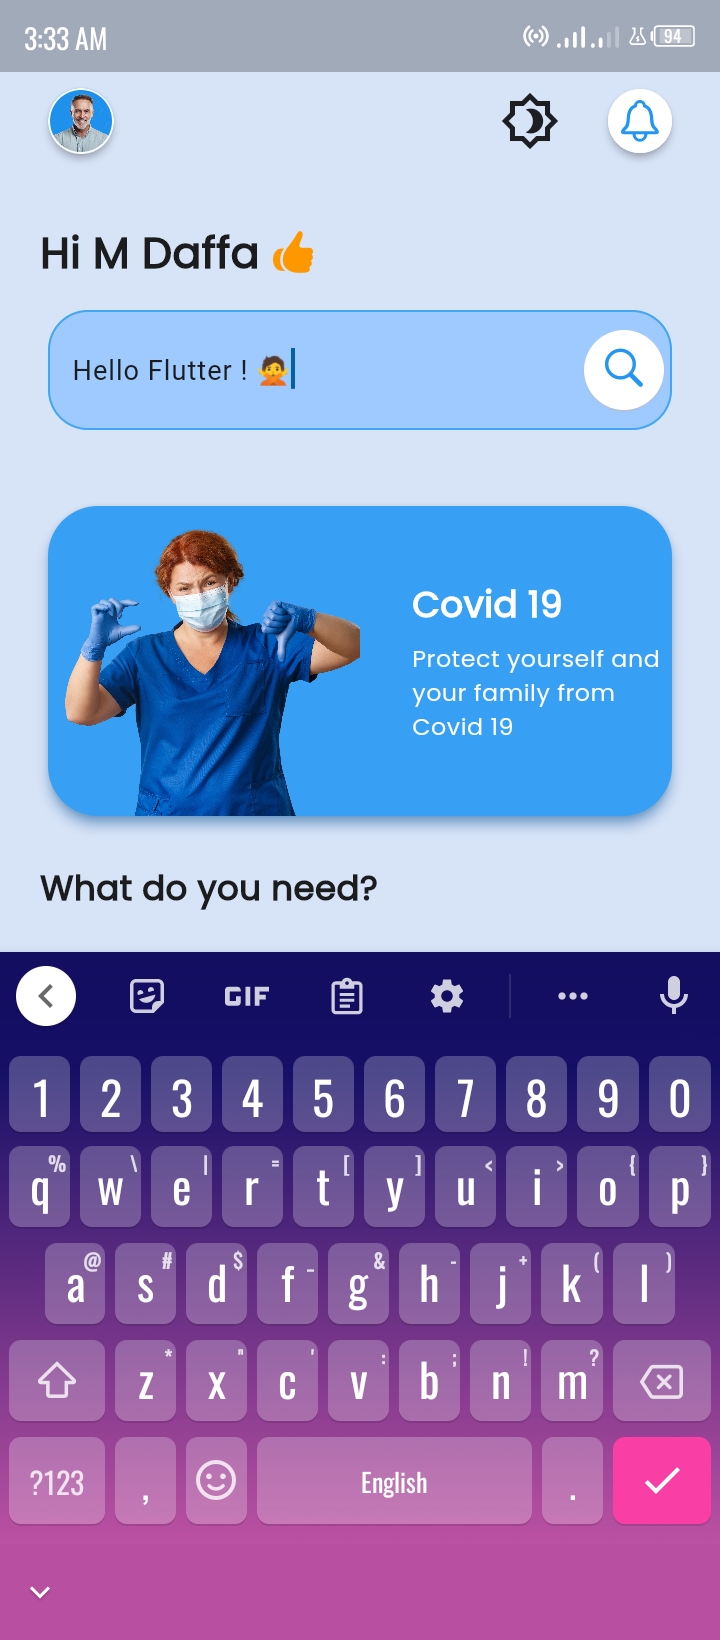 3:33 AM
94
Hi M Daffa 👍
Hello Flutter ! 🙅
Covid 19
Protect yourself and
your family from
Covid 19
What do you need?
GIF
1 2 3 4 5 6 7 8 9 0
% \ | = [ ] < > { }
q w e r t y u i o p
@ # $ _ & - + ( )
a s d f g h j k l
* " ' : ; ! ?
z x c v b n m
?123 , English .